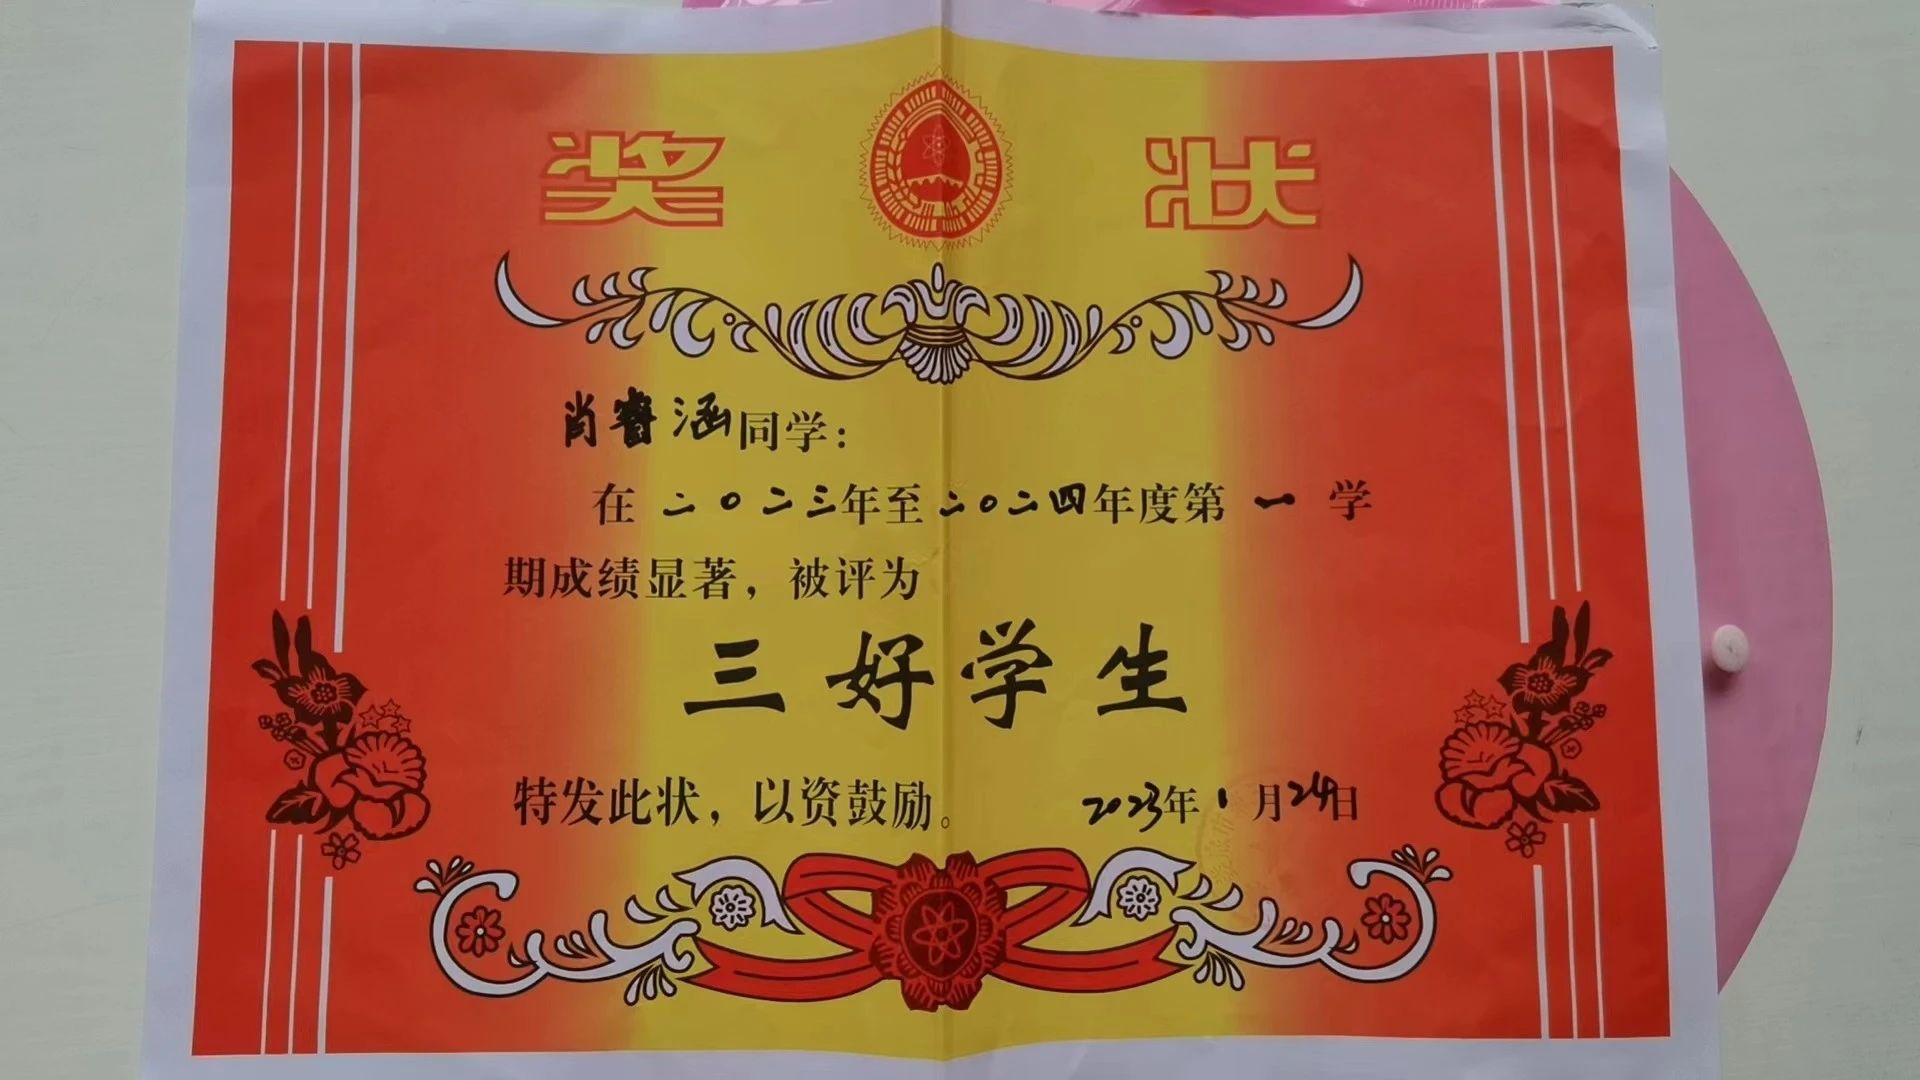 奖状
肖睿涵同学：
在二〇二三年至二〇二四年度第一学
期成绩显著，被评为
三好学生
特发此状，以资鼓励。 2023年1月24日